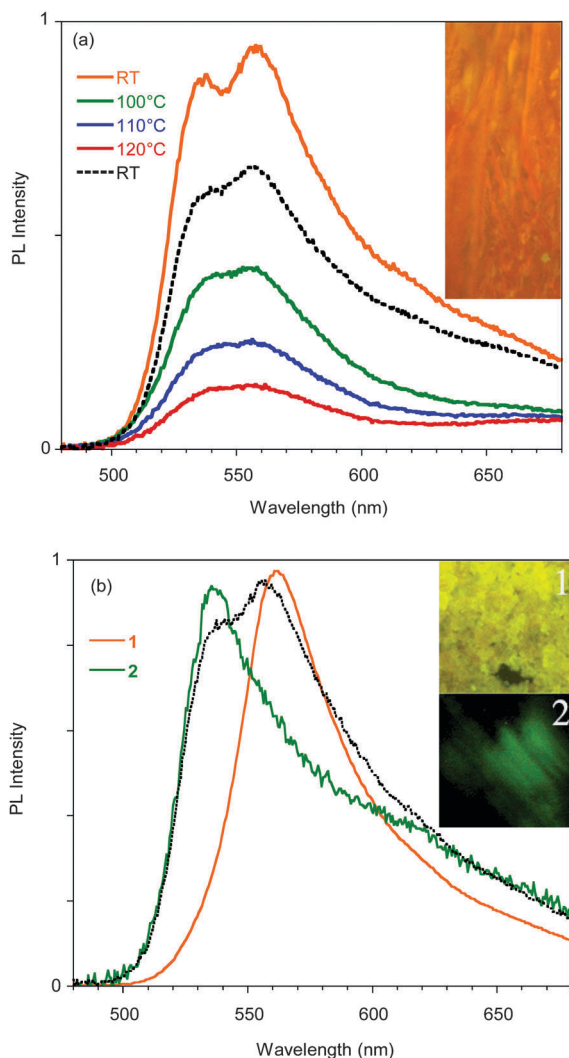 1
(a)
RT
100°C
110°C
120°C
RT
PL Intensity
0
500 550 600 650
Wavelength (nm)
1
(b)
1
2
1
2
PL Intensity
0
500 550 600 650
Wavelength (nm)